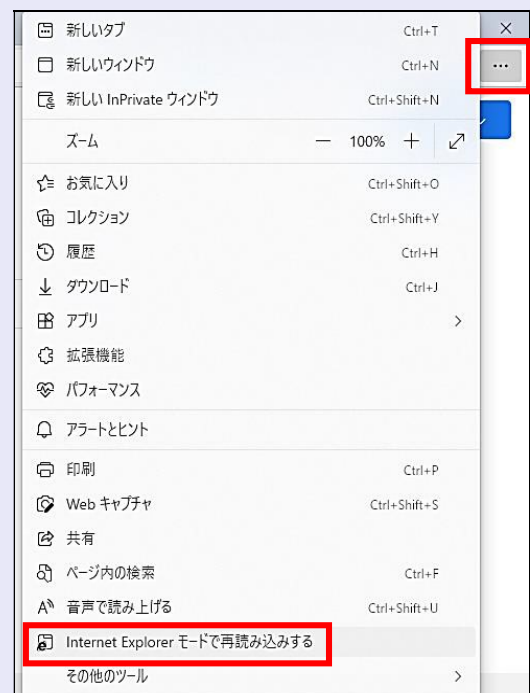 新しいタブ Ctrl+T
新しいウィンドウ Ctrl+N
新しい InPrivate ウィンドウ Ctrl+Shift+N
ズーム 100%
お気に入り Ctrl+Shift+O
コレクション Ctrl+Shift+Y
履歴 Ctrl+H
ダウンロード Ctrl+J
アプリ
拡張機能
パフォーマンス
アラートとヒント
印刷 Ctrl+P
Web キャプチャ Ctrl+Shift+S
共有
ページ内の検索 Ctrl+F
音声で読み上げる Ctrl+Shift+U
Internet Explorer モードで再読み込みする
その他のツール